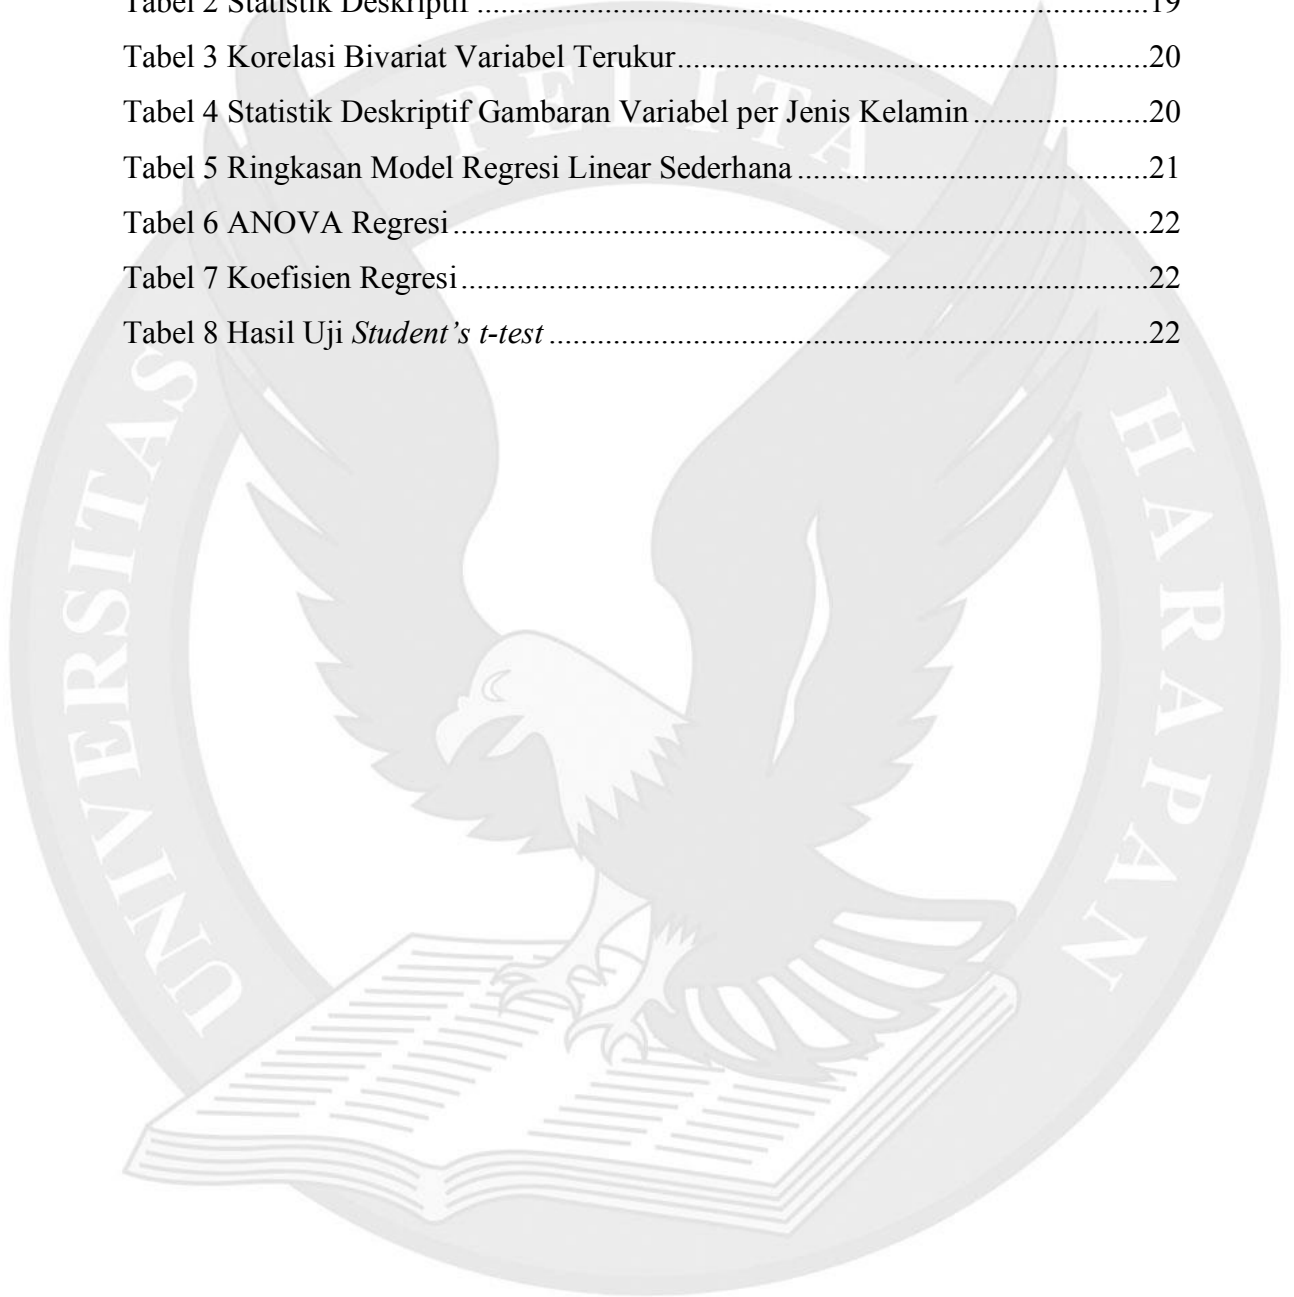 Tabel 2 Statistik Deskriptif ....................................................................................19
Tabel 3 Korelasi Bivariat Variabel Terukur..........................................................20
Tabel 4 Statistik Deskriptif Gambaran Variabel per Jenis Kelamin......................20
Tabel 5 Ringkasan Model Regresi Linear Sederhana............................................21
Tabel 6 ANOVA Regresi......................................................................................22
Tabel 7 Koefisien Regresi.....................................................................................22
Tabel 8 Hasil Uji Student’s t-test..........................................................................22
UNIVERSITAS PELITA HARAPAN